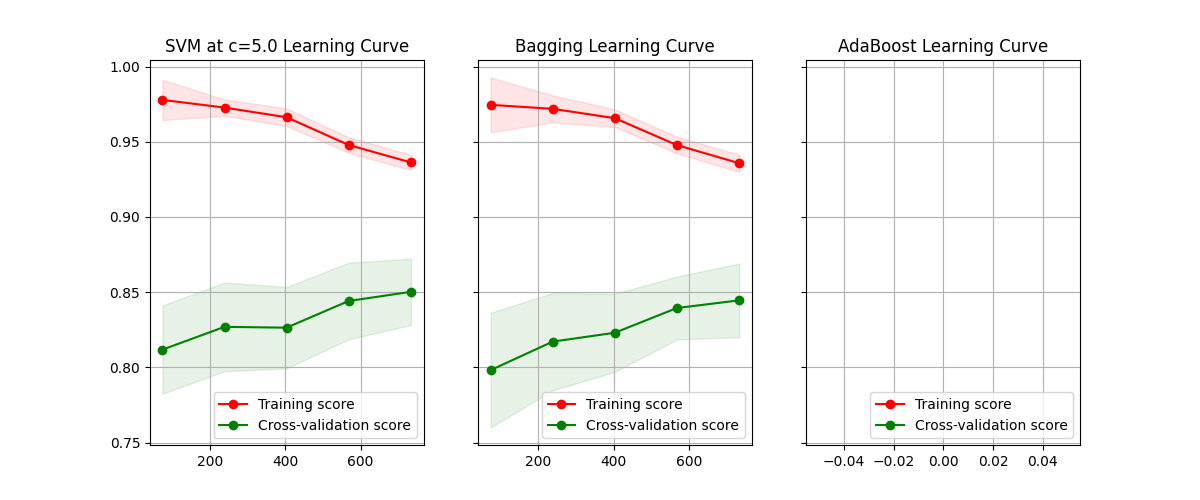 SVM at c=5.0 Learning Curve
Bagging Learning Curve
AdaBoost Learning Curve
1.00
0.95
0.90
0.85
0.80
0.75
Training score
Cross-validation score
Training score
Cross-validation score
Training score
Cross-validation score
200 400 600
200 400 600
−0.04 −0.02 0.00 0.02 0.04